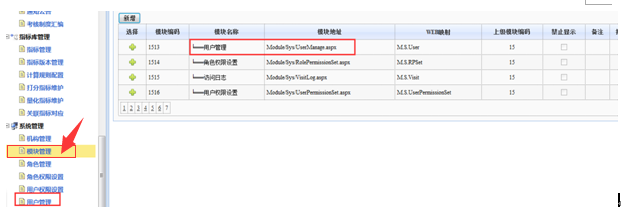 考核制度汇编
指标库管理
指标管理
指标版本管理
计算规则配置
打分指标维护
量化指标维护
关联指标对应
系统管理
机构管理
模块管理
角色管理
角色权限设置
用户权限设置
用户管理
新增
选择 模块编码 模块名称 模块地址 WEB映射 上级模块编码 禁止显示 备注
1513 用户管理 Module/Sys/UserManage.aspx M.S.User 15
1514 角色权限设置 Module/Sys/RolePermissionSet.aspx M.S.RPSet 15
1515 访问日志 Module/Sys/VisitLog.aspx M.S.Visit 15
1516 用户权限设置 Module/Sys/UserPermissionSet.aspx M.S.UserPermissionSet 15
1 2 3 4 5 6 7